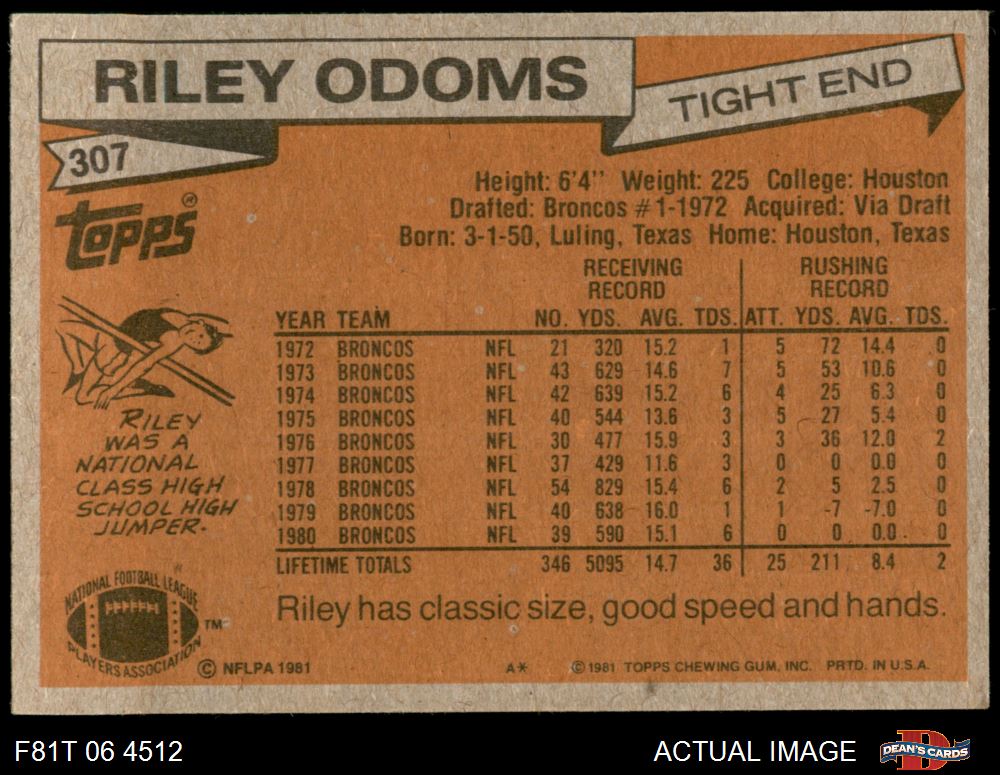 RILEY ODOMS
TIGHT END
307
TOPPS®
Height: 6'4'' Weight: 225 College: Houston
Drafted: Broncos #1-1972 Acquired: Via Draft
Born: 3-1-50, Luling, Texas Home: Houston, Texas
RECEIVING RECORD RUSHING RECORD
YEAR TEAM NO. YDS. AVG. TDS. ATT. YDS. AVG. TDS.
1972 BRONCOS NFL 21 320 15.2 1 5 72 14.4 0
1973 BRONCOS NFL 43 629 14.6 7 5 53 10.6 0
1974 BRONCOS NFL 42 639 15.2 6 4 25 6.3 0
1975 BRONCOS NFL 40 544 13.6 3 5 27 5.4 0
1976 BRONCOS NFL 30 477 15.9 3 3 36 12.0 2
1977 BRONCOS NFL 37 429 11.6 3 0 0 0.0 0
1978 BRONCOS NFL 54 829 15.4 6 2 5 2.5 0
1979 BRONCOS NFL 40 638 16.0 1 1 -7 -7.0 0
1980 BRONCOS NFL 39 590 15.1 6 0 0 0.0 0
LIFETIME TOTALS 346 5095 14.7 36 25 211 8.4 2
RILEY
WAS A
NATIONAL
CLASS HIGH
SCHOOL HIGH
JUMPER.
Riley has classic size, good speed and hands.
NATIONAL FOOTBALL LEAGUE
PLAYERS ASSOCIATION
TM
© NFLPA 1981 A* © 1981 TOPPS CHEWING GUM, INC. PRTD. IN U.S.A.
F81T 06 4512 ACTUAL IMAGE D DEAN'S CARDS